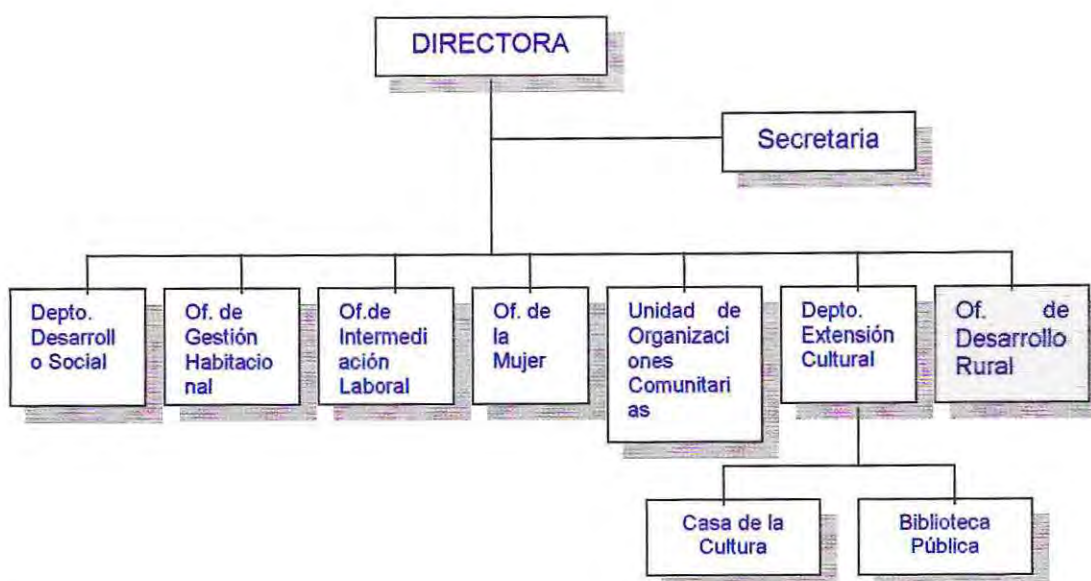 DIRECTORA
Secretaria
Depto.
Desarroll
o Social
Of. de
Gestión
Habitacio
nal
Of.de
Intermedi
ación
Laboral
Of. de
la
Mujer
Unidad de
Organizaci
ones
Comunitari
as
Depto.
Extensión
Cultural
Of. de
Desarrollo
Rural
Casa de la
Cultura
Biblioteca
Pública